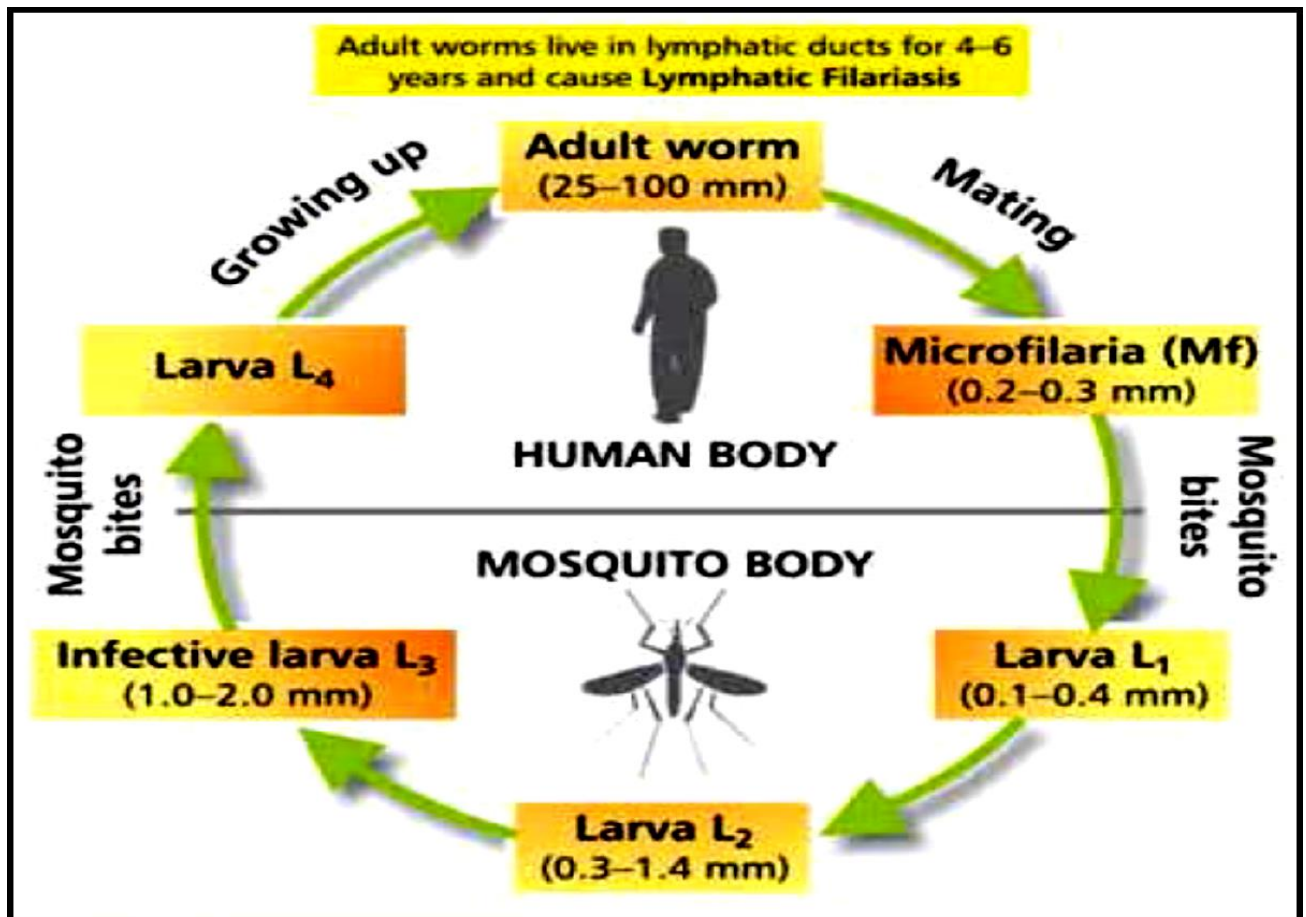 Adult worms live in lymphatic ducts for 4–6
years and cause Lymphatic Filariasis
Adult worm
(25–100 mm)
Growing up
Mating
Larva L₄
Microfilaria (Mf)
(0.2–0.3 mm)
HUMAN BODY
Mosquito
bites
Mosquito
bites
MOSQUITO BODY
Infective larva L₃
(1.0–2.0 mm)
Larva L₁
(0.1–0.4 mm)
Larva L₂
(0.3–1.4 mm)